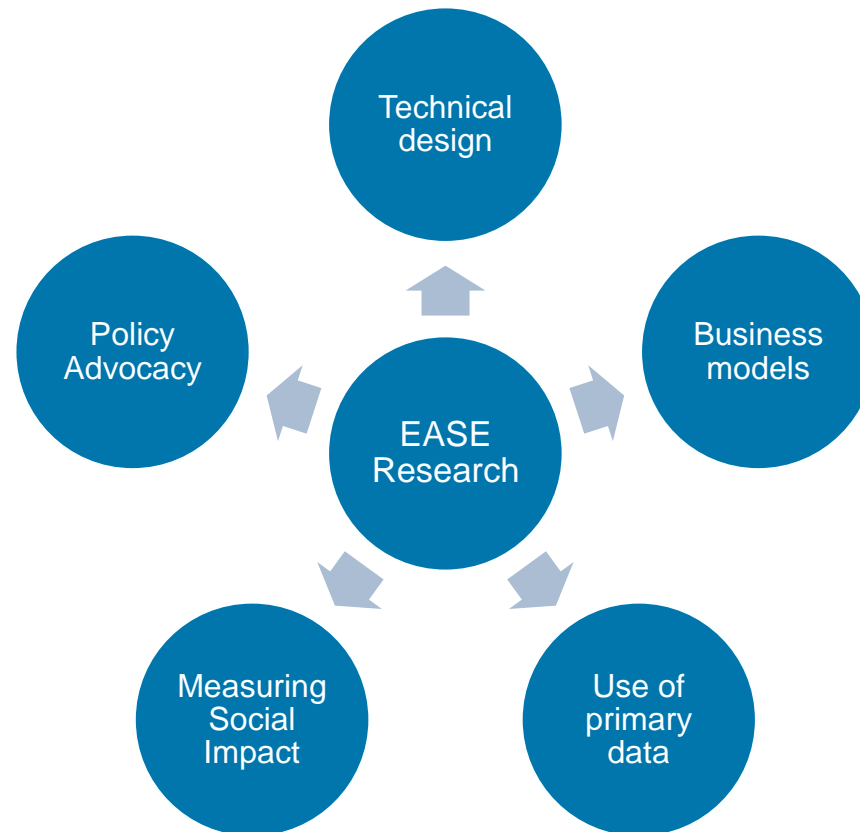 Technical
design
Policy
Advocacy
Business
models
EASE
Research
Measuring
Social
Impact
Use of
primary
data